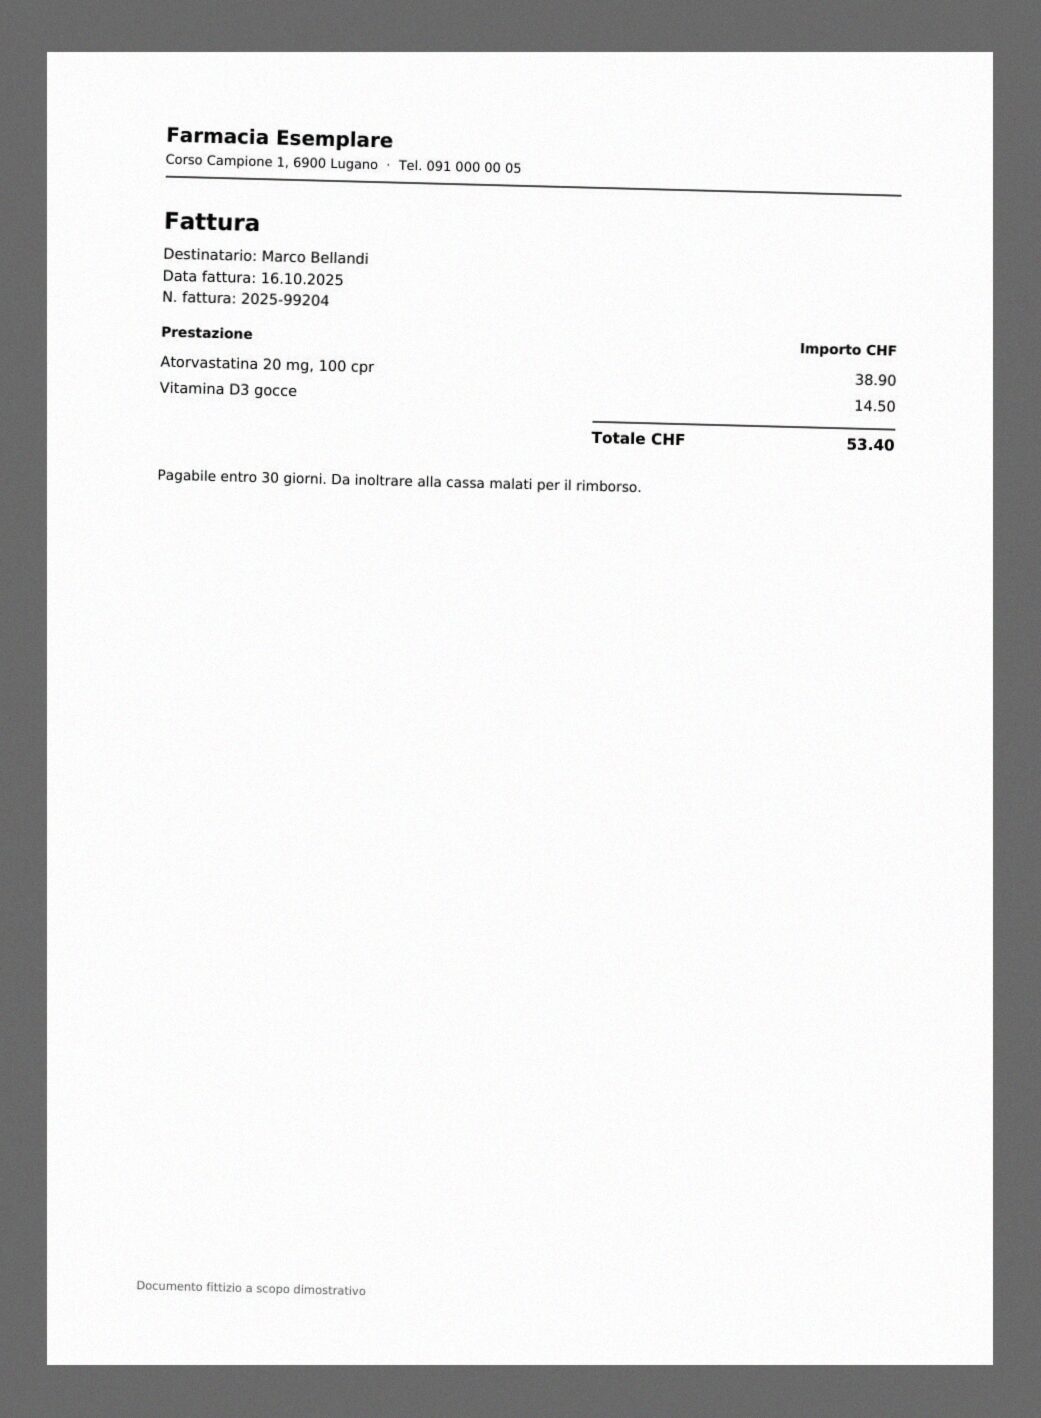 Farmacia Esemplare
Corso Campione 1, 6900 Lugano · Tel. 091 000 00 05
Fattura
Destinatario: Marco Bellandi
Data fattura: 16.10.2025
N. fattura: 2025-99204
Prestazione Importo CHF
Atorvastatina 20 mg, 100 cpr 38.90
Vitamina D3 gocce 14.50
Totale CHF 53.40
Pagabile entro 30 giorni. Da inoltrare alla cassa malati per il rimborso.
Documento fittizio a scopo dimostrativo